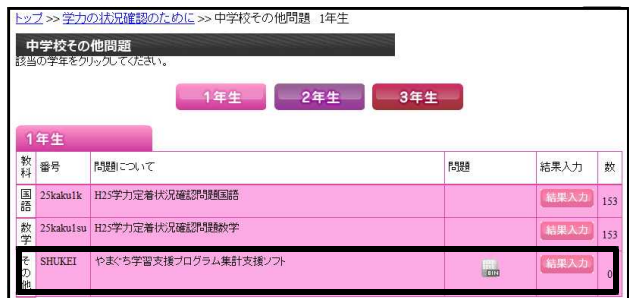 トップ >> 学力の状況確認のために >> 中学校その他問題 1年生
中学校その他問題
該当の学年をクリックしてください。
1年生 2年生 3年生
1年生
教科 番号 問題について 問題 結果入力 数
国語 25kaku1k H25学力定着状況確認問題国語 結果入力 153
数学 25kaku1su H25学力定着状況確認問題数学 結果入力 153
その他 SHUKEI やまぐち学習支援プログラム集計支援ソフト BIN 結果入力 0